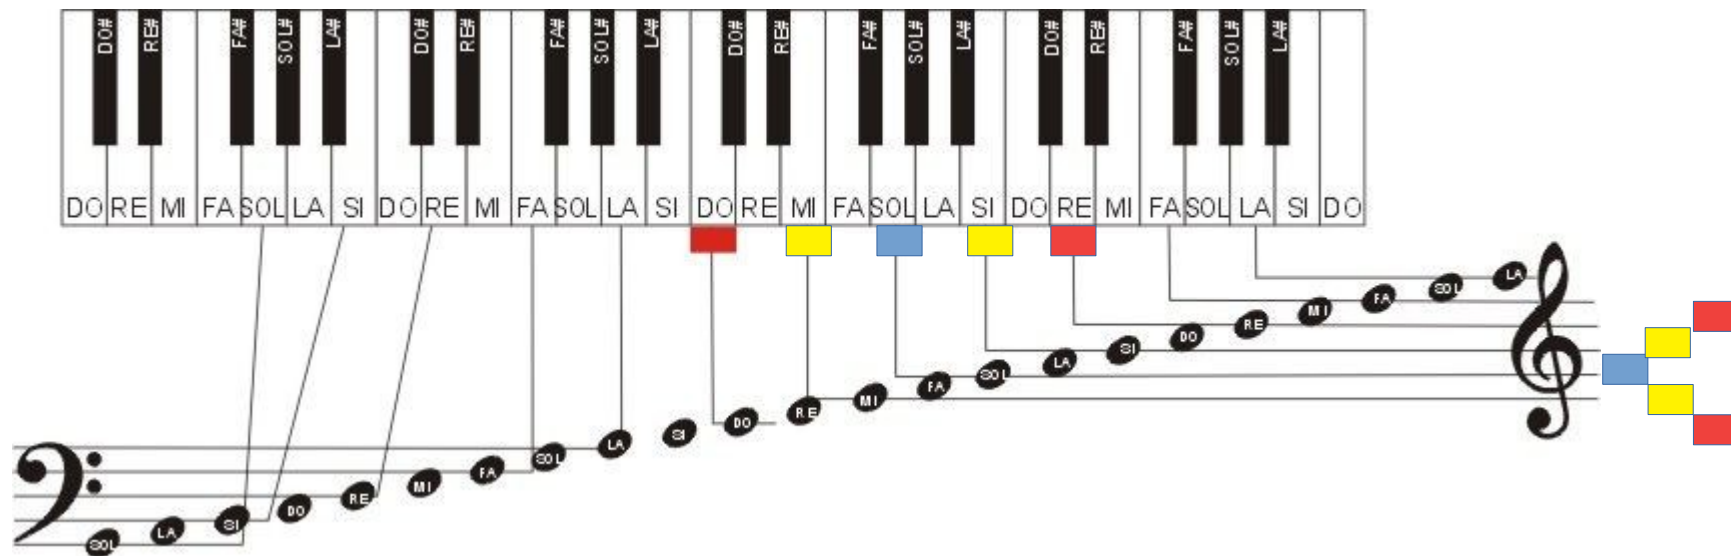 DO# RE# FA# SOL# LA# DO# RE# FA# SOL# LA# DO# RE# FA# SOL# LA# DO# RE# FA# SOL# LA#
DO RE MI FA SOL LA SI DO RE MI FA SOL LA SI DO RE MI FA SOL LA SI DO RE MI FA SOL LA SI DO
LA
SOL
FA
MI
RE
DO
SI
LA
SOL
FA
MI
RE
DO
SI
LA
SOL
FA
MI
RE
DO
SI
LA
SOL